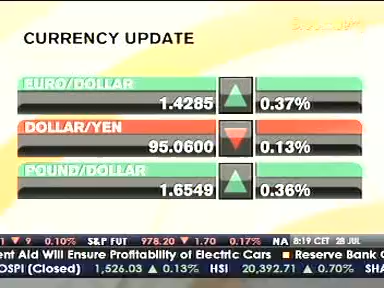 Bloomberg
CURRENCY UPDATE
EURO/DOLLAR
1.4285 0.37%
DOLLAR/YEN
95.0600 0.13%
POUND/DOLLAR
1.6549 0.36%
1 ▼ 9 0.10% S&P FUT 978.20 ▼ 1.70 0.17% NA 8:19 CET 28 JUL
ent Aid Will Ensure Profitability of Electric Cars ■ Reserve Bank
OSPI (Closed) 1,526.03 ▲ 0.13% HSI 20,392.71 ▲ 0.70% SHA